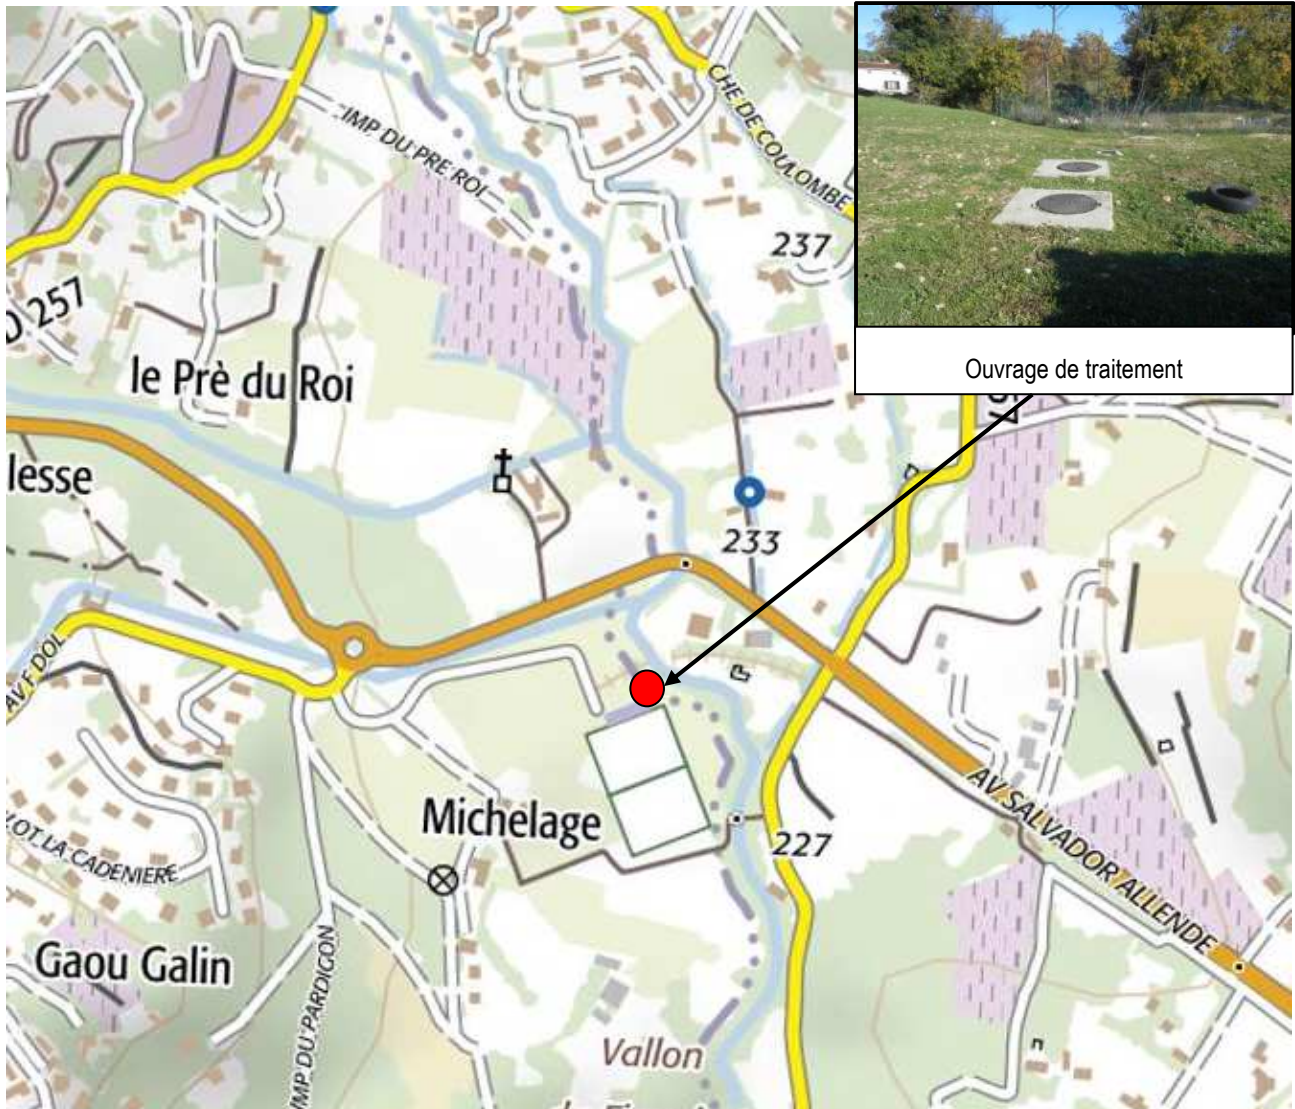 CHE DE COULOMBE
IMP DU PRE ROI
237
D 257
le Prè du Roi
Ouvrage de traitement
lesse
233
AV F DOL
Michelage
227
AV SALVADOR ALLENDE
LOT LA CADENIERE
Gaou Galin
IMP DU PARDIGON
Vallon